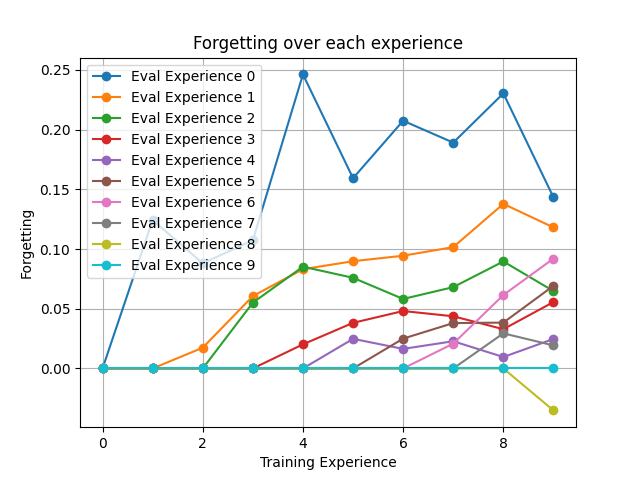 Forgetting over each experience
0.25
0.20
0.15
0.10
0.05
0.00
Forgetting
Eval Experience 0
Eval Experience 1
Eval Experience 2
Eval Experience 3
Eval Experience 4
Eval Experience 5
Eval Experience 6
Eval Experience 7
Eval Experience 8
Eval Experience 9
0 2 4 6 8
Training Experience